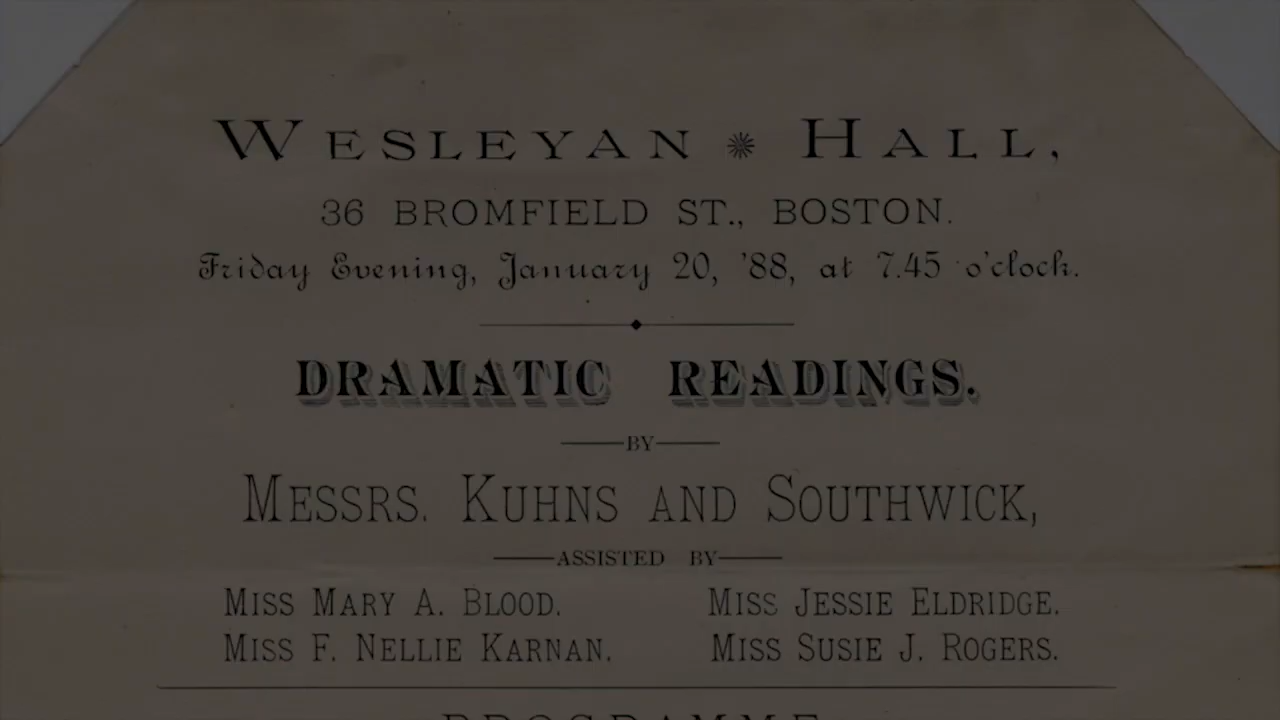 WESLEYAN HALL,
36 BROMFIELD ST., BOSTON.
Friday Evening, January 20, '88, at 7.45 o'clock.
DRAMATIC READINGS.
BY
MESSRS. KUHNS AND SOUTHWICK,
ASSISTED BY
MISS MARY A. BLOOD. MISS JESSIE ELDRIDGE.
MISS F. NELLIE KARNAN. MISS SUSIE J. ROGERS.
PROGRAMME